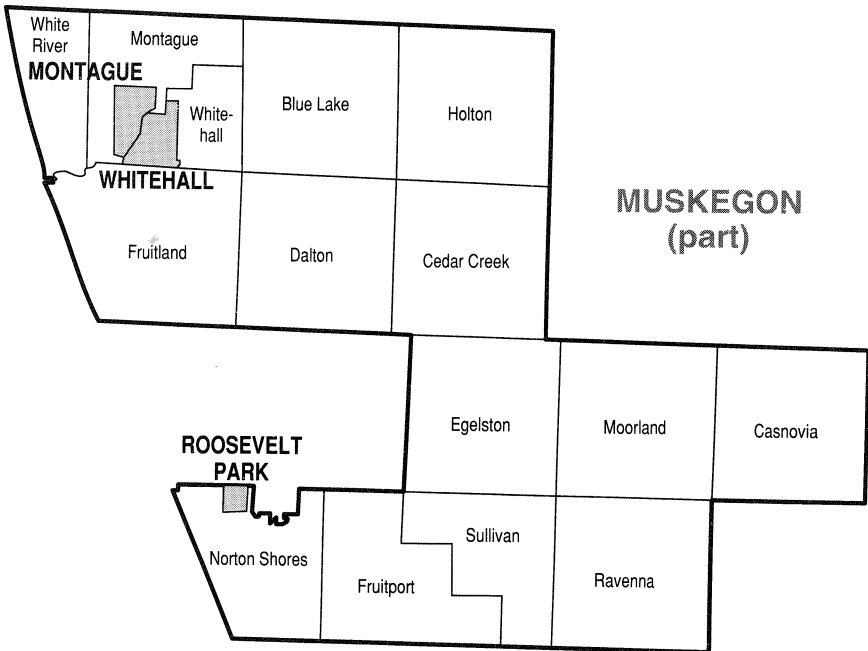 White
River
Montague
MONTAGUE
White-
hall
Blue Lake
Holton
WHITEHALL
MUSKEGON
(part)
Fruitland
Dalton
Cedar Creek
Egelston
Moorland
Casnovia
ROOSEVELT
PARK
Sullivan
Norton Shores
Fruitport
Ravenna